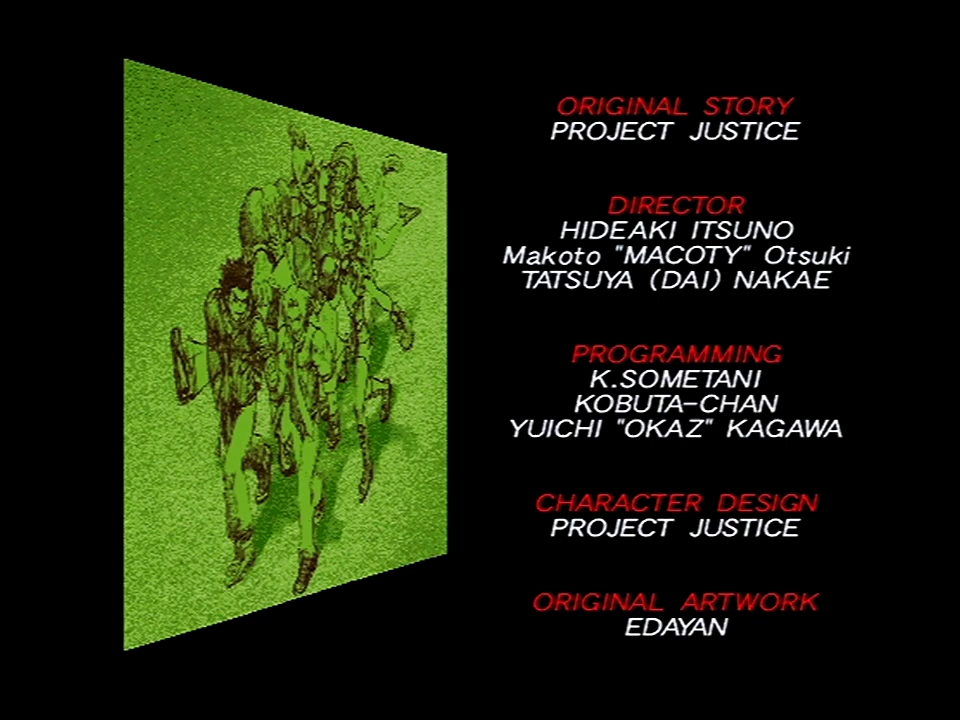 ORIGINAL STORY
PROJECT JUSTICE
DIRECTOR
HIDEAKI ITSUNO
Makoto "MACOTY" Otsuki
TATSUYA (DAI) NAKAE
PROGRAMMING
K.SOMETANI
KOBUTA-CHAN
YUICHI "OKAZ" KAGAWA
CHARACTER DESIGN
PROJECT JUSTICE
ORIGINAL ARTWORK
EDAYAN